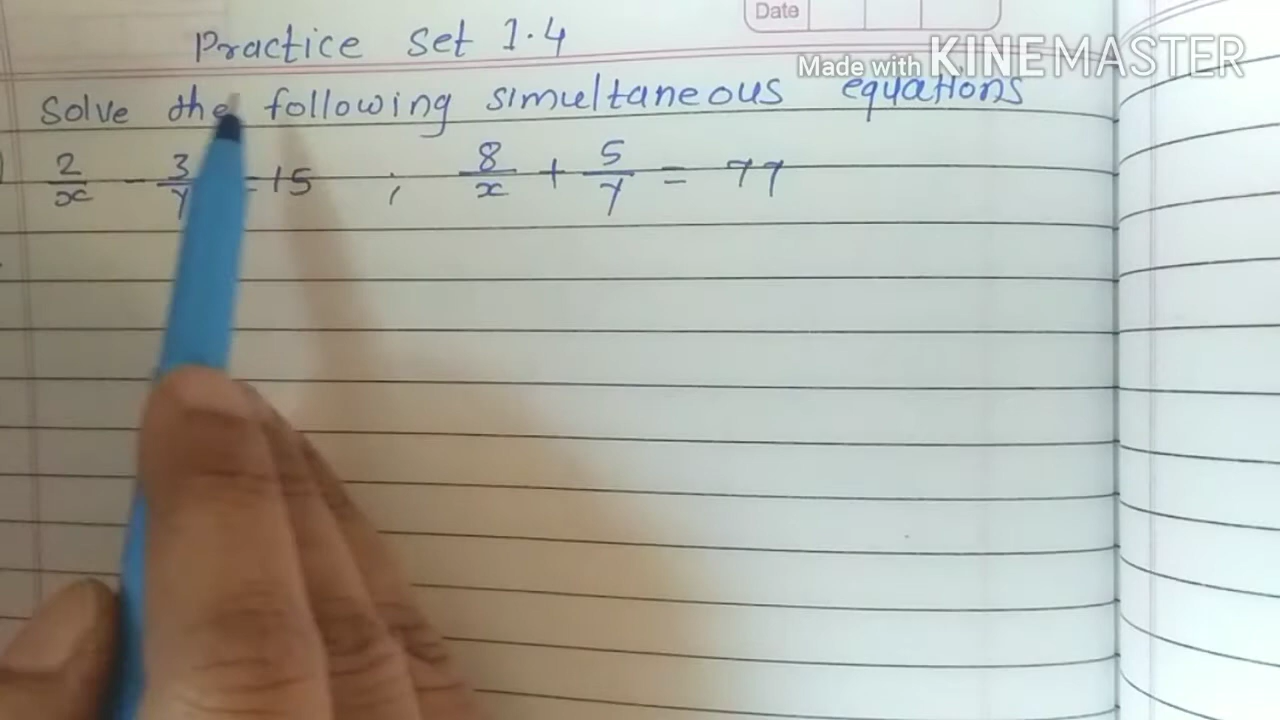 Date
Practice set 1.4
Made with KINEMASTER
Solve the following simultaneous equations
2/x - 3/y = 15 ; 8/x + 5/y = 77